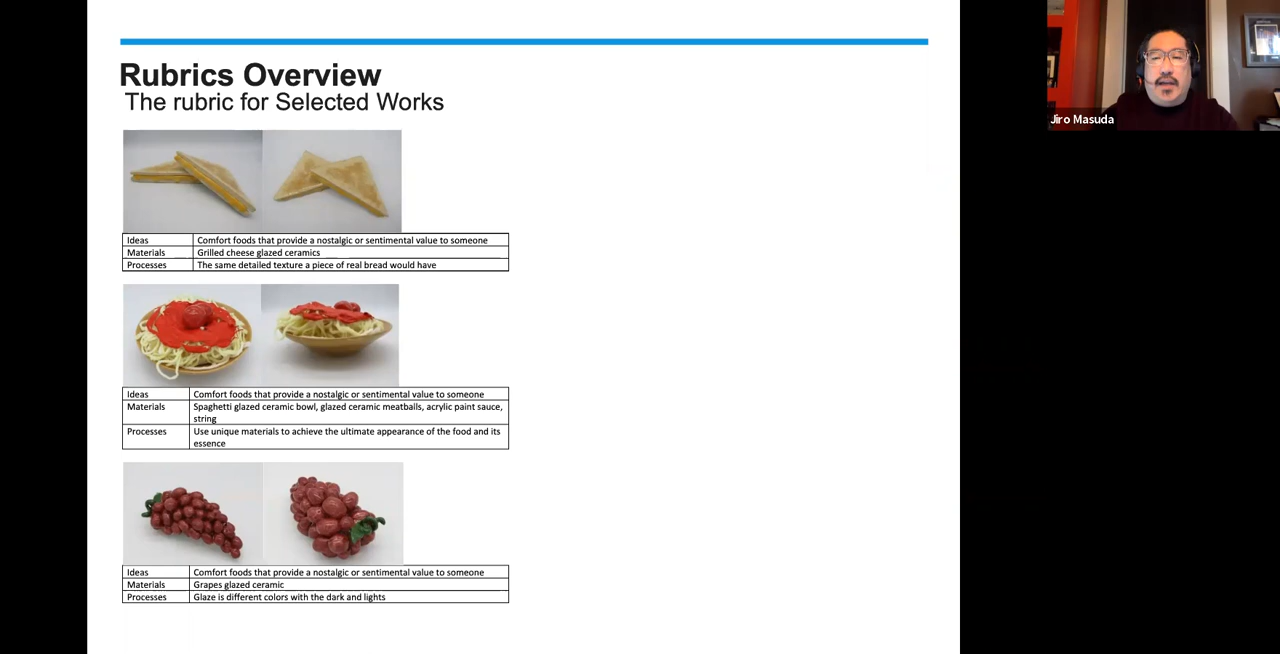 Rubrics Overview
The rubric for Selected Works
Jiro Masuda
Ideas Comfort foods that provide a nostalgic or sentimental value to someone
Materials Grilled cheese glazed ceramics
Processes The same detailed texture a piece of real bread would have
Ideas Comfort foods that provide a nostalgic or sentimental value to someone
Materials Spaghetti glazed ceramic bowl, glazed ceramic meatballs, acrylic paint sauce,
string
Processes Use unique materials to achieve the ultimate appearance of the food and its
essence
Ideas Comfort foods that provide a nostalgic or sentimental value to someone
Materials Grapes glazed ceramic
Processes Glaze is different colors with the dark and lights